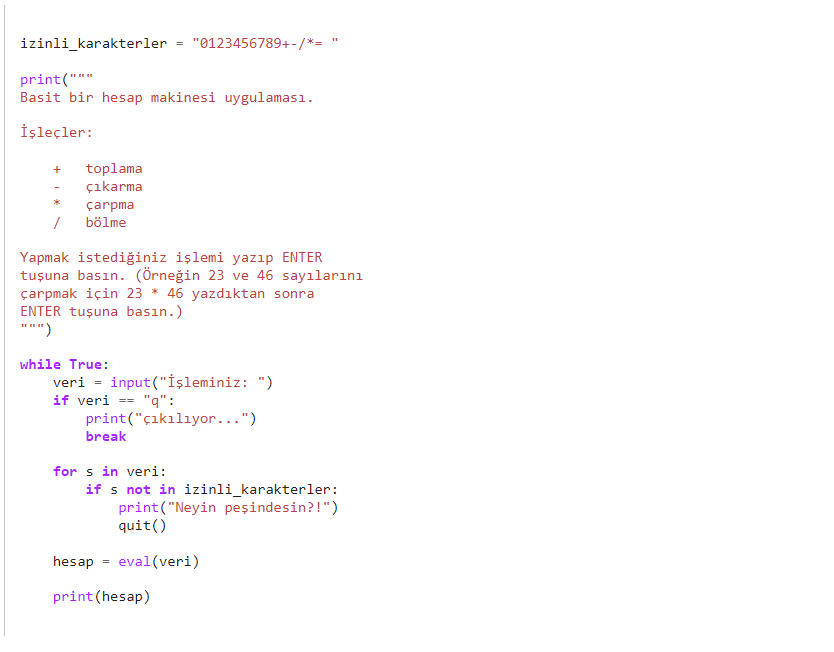 izinli_karakterler = "0123456789+-/*= "
print("""
Basit bir hesap makinesi uygulaması.
İşleçler:
    +   toplama
    -   çıkarma
    *   çarpma
    /   bölme
Yapmak istediğiniz işlemi yazıp ENTER
tuşuna basın. (Örneğin 23 ve 46 sayılarını
çarpmak için 23 * 46 yazdıktan sonra
ENTER tuşuna basın.)
""")
while True:
    veri = input("İşleminiz: ")
    if veri == "q":
        print("çıkılıyor...")
        break
    for s in veri:
        if s not in izinli_karakterler:
            print("Neyin peşindesin?!")
            quit()
    hesap = eval(veri)
    print(hesap)